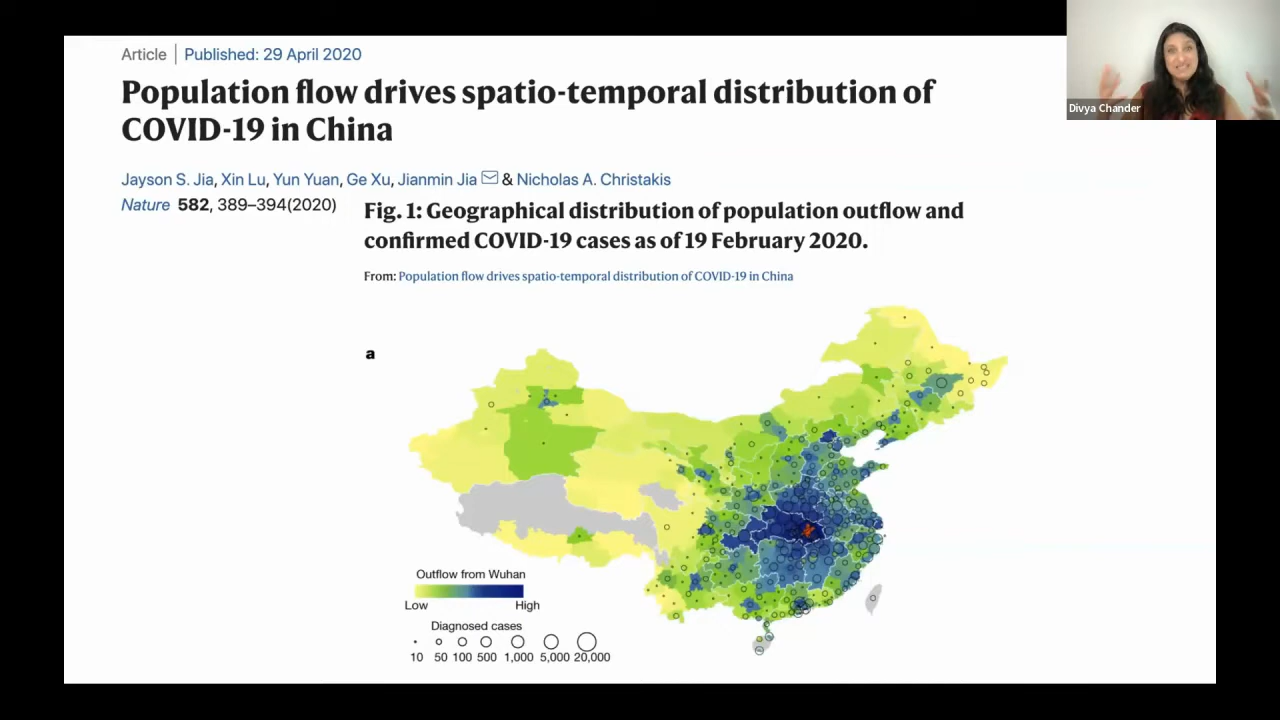 Article | Published: 29 April 2020
Population flow drives spatio-temporal distribution of
COVID-19 in China
Jayson S. Jia, Xin Lu, Yun Yuan, Ge Xu, Jianmin Jia & Nicholas A. Christakis
Nature 582, 389–394(2020)
Fig. 1: Geographical distribution of population outflow and
confirmed COVID-19 cases as of 19 February 2020.
From: Population flow drives spatio-temporal distribution of COVID-19 in China
a
Outflow from Wuhan
Low High
Diagnosed cases
10 50 100 500 1,000 5,000 20,000
Divya Chander